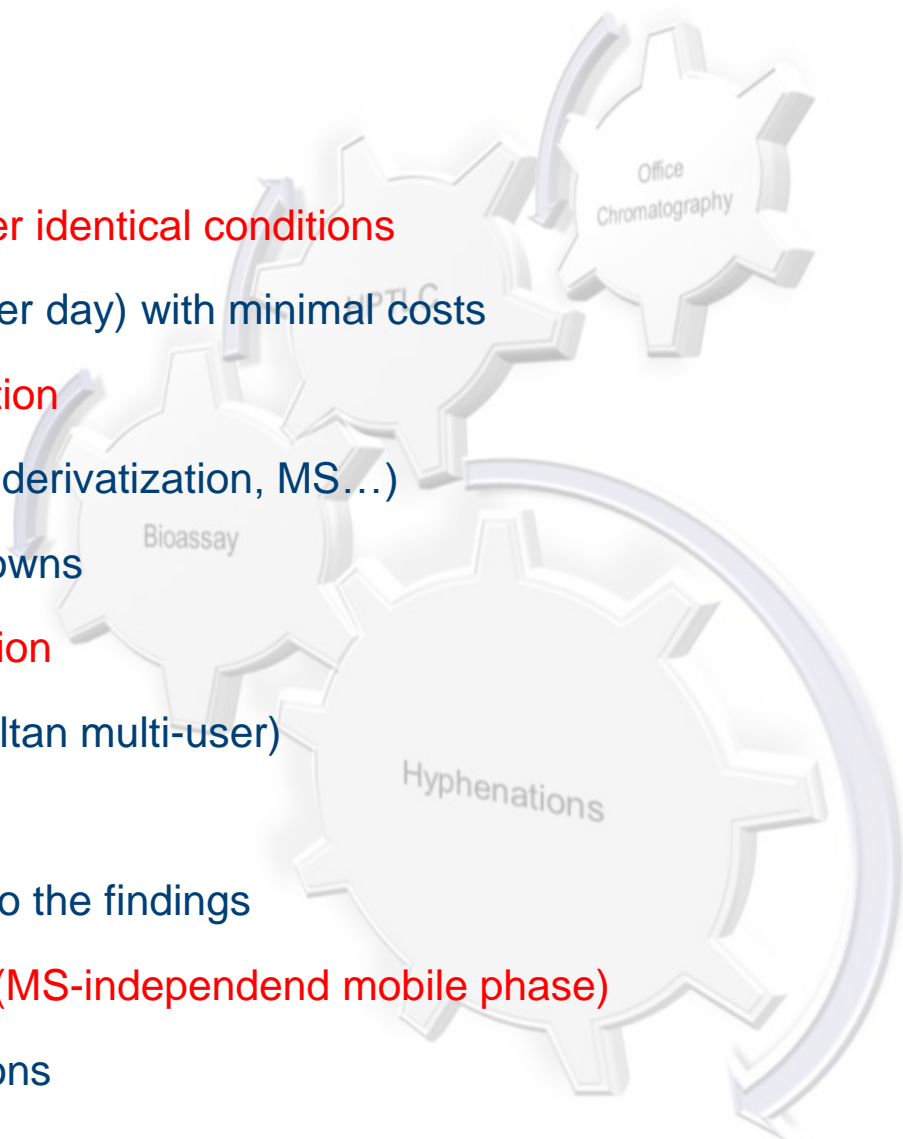 Office
Chromatography
er identical conditions
HPTLC
er day) with minimal costs
tion
derivatization, MS…)
Bioassay
owns
ion
ltan multi-user)
Hyphenations
o the findings
(MS-independend mobile phase)
ons